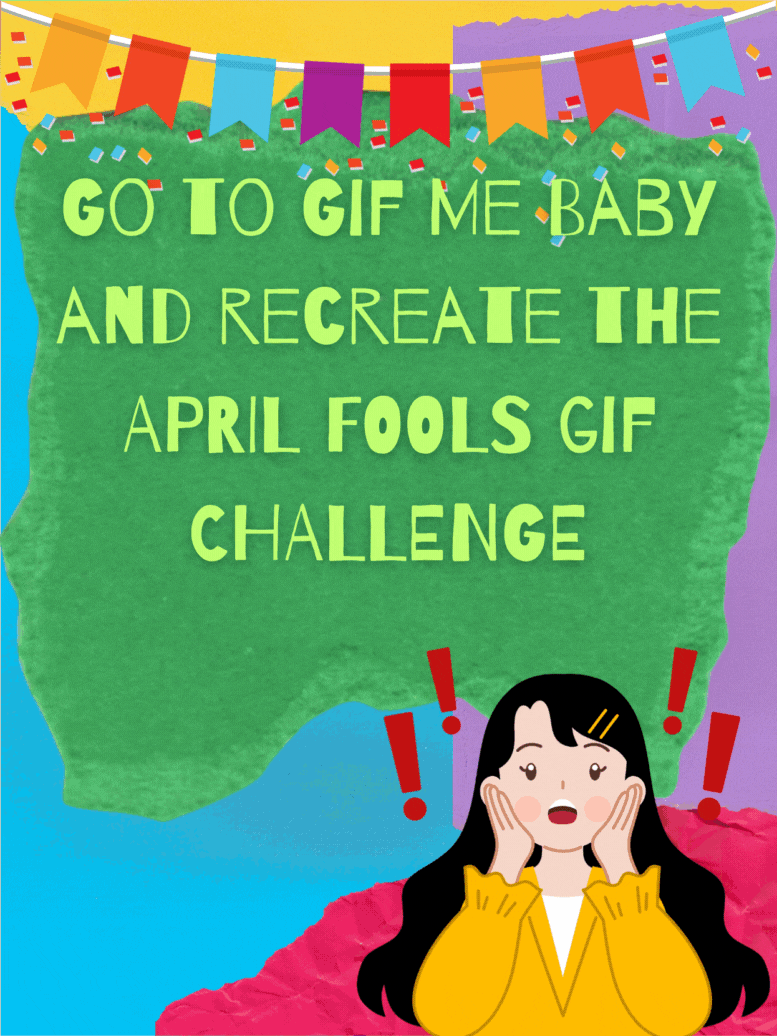 GO TO GIF ME BABY
AND RECREATE THE
APRIL FOOLS GIF
CHALLENGE